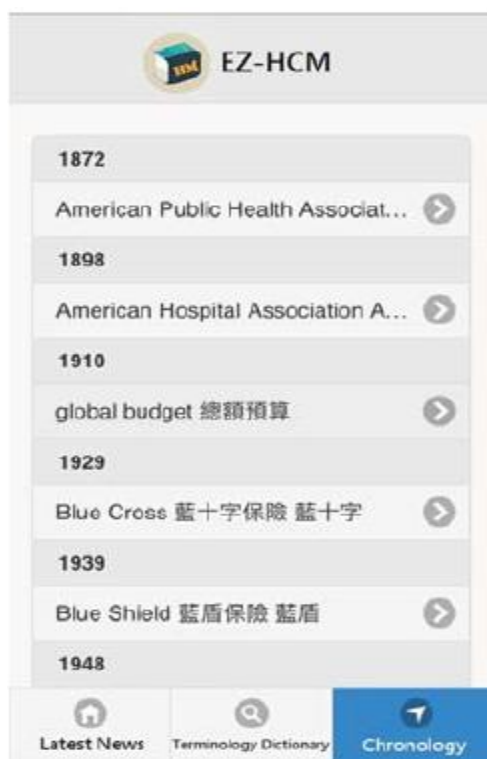 HM
EZ-HCM
1872
American Public Health Associat...
1898
American Hospital Association A...
1910
global budget 總額預算
1929
Blue Cross 藍十字保險 藍十字
1939
Blue Shield 藍盾保險 藍盾
1948
Latest News
Terminology Dictionary
Chronology